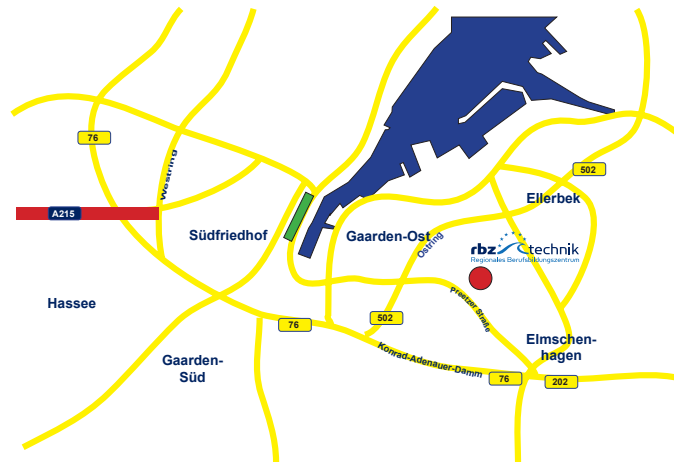 76
Westring
502
Ellerbek
A215
Südfriedhof
Gaarden-Ost
Ostring
rbz technik
Regionales Berufsbildungszentrum
Hassee
Preetzer Straße
502
76
Elmschen-
hagen
Gaarden-
Süd
Konrad-Adenauer-Damm
76
202